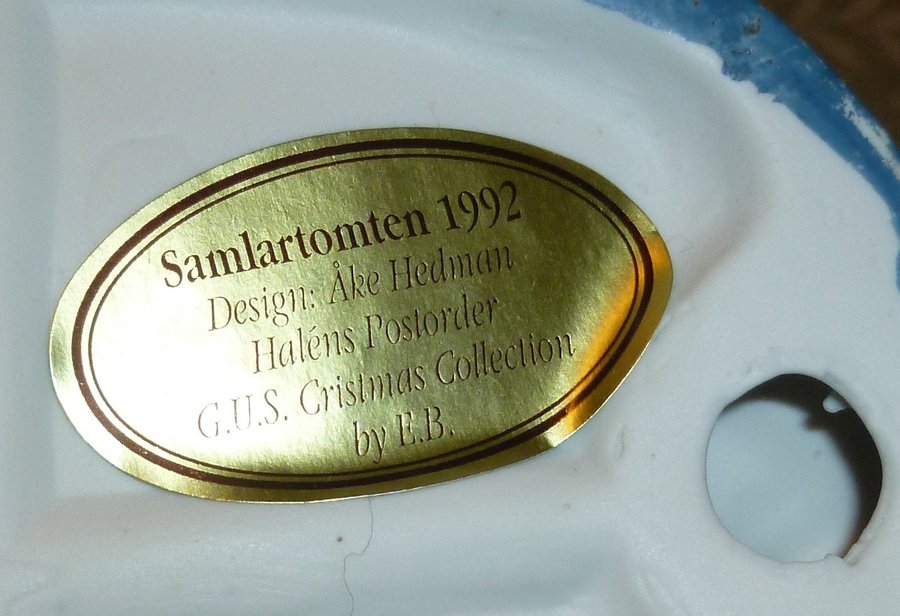 Samlartomten 1992
Design: Åke Hedman
Haléns Postorder
G.U.S. Cristmas Collection
by E.B.